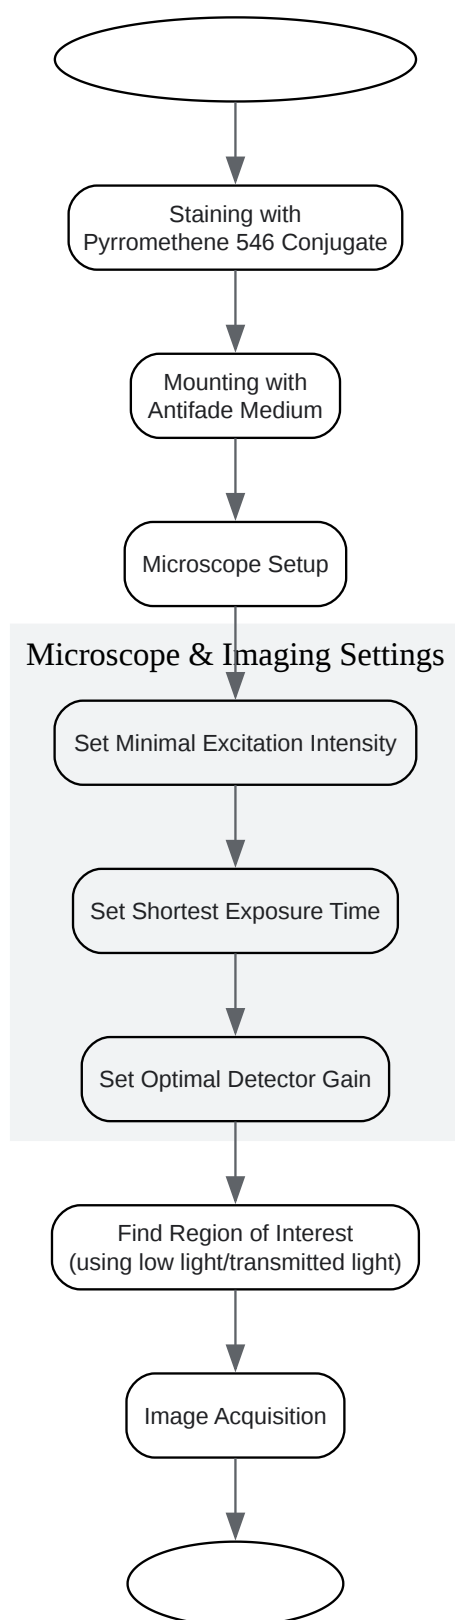 Staining with
Pyrromethene 546 Conjugate
Mounting with
Antifade Medium
Microscope Setup
Microscope & Imaging Settings
Set Minimal Excitation Intensity
Set Shortest Exposure Time
Set Optimal Detector Gain
Find Region of Interest
(using low light/transmitted light)
Image Acquisition